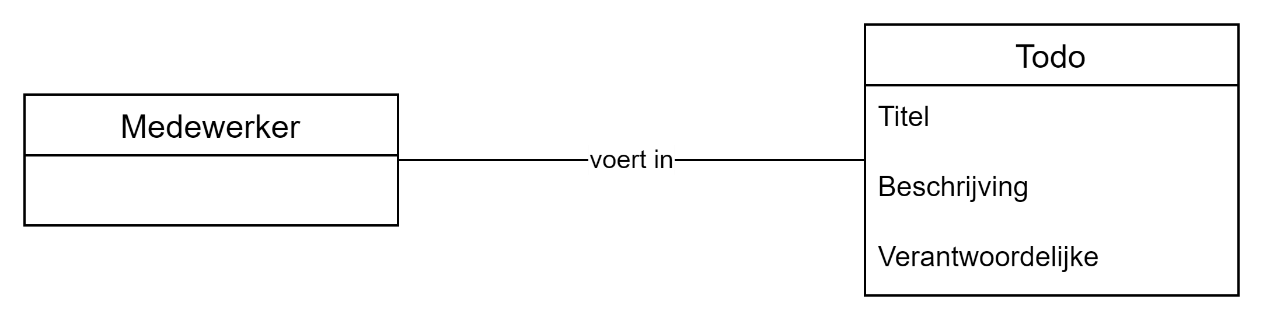 Medewerker
voert in
Todo
Titel
Beschrijving
Verantwoordelijke